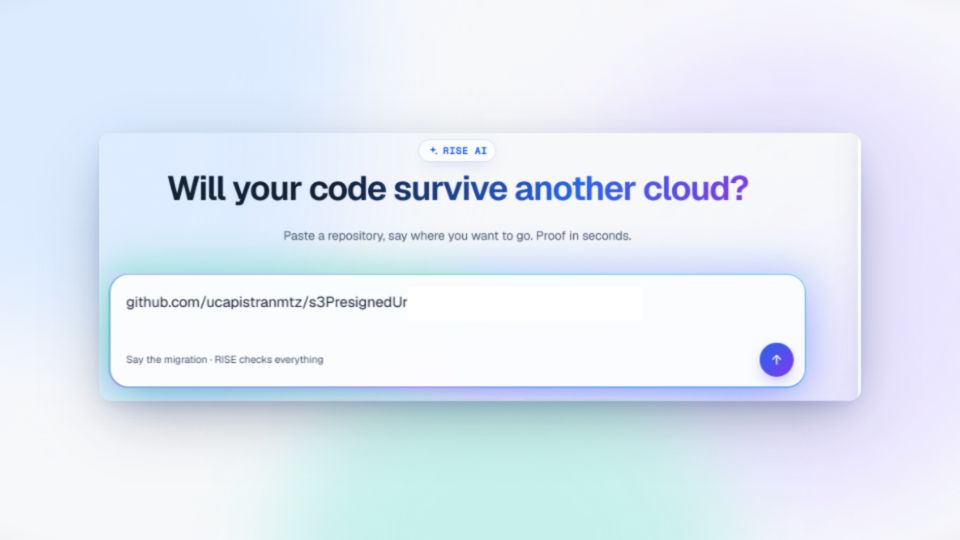 RISE AI
Will your code survive another cloud?
Paste a repository, say where you want to go. Proof in seconds.
github.com/ucapistranmtz/s3PresignedUr
Say the migration · RISE checks everything